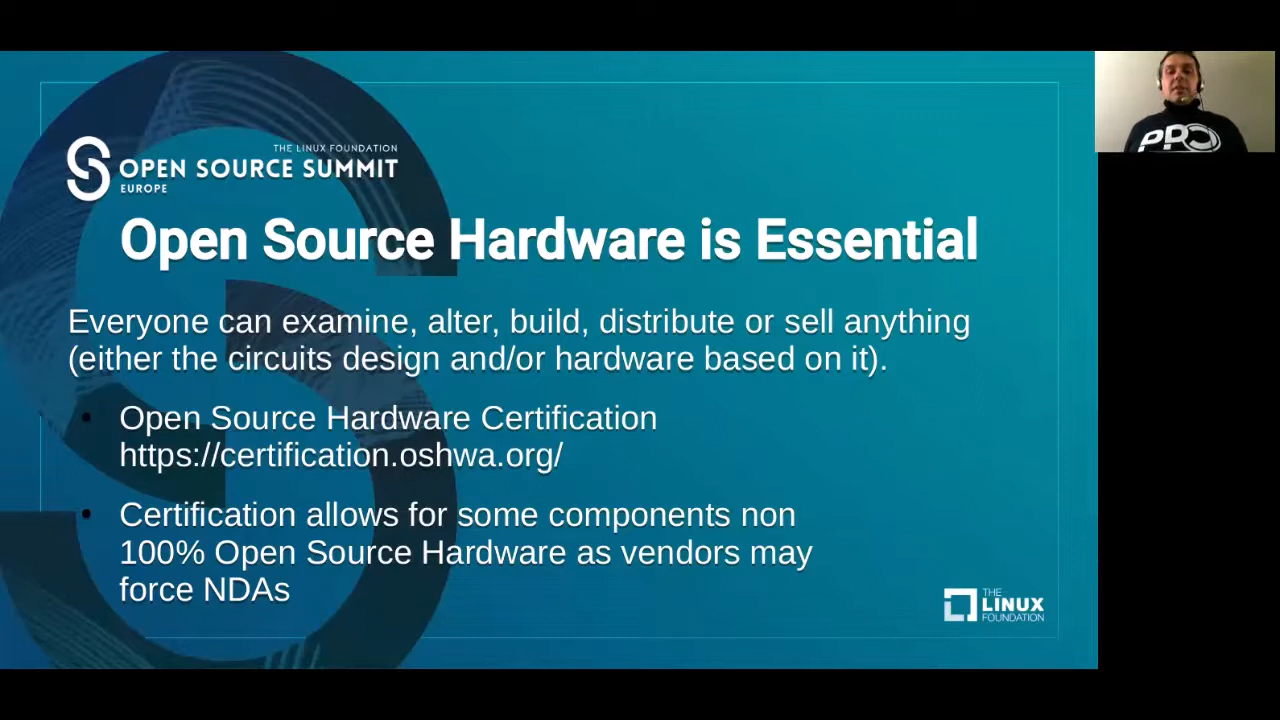 THE LINUX FOUNDATION
OPEN SOURCE SUMMIT
EUROPE
Open Source Hardware is Essential
Everyone can examine, alter, build, distribute or sell anything
(either the circuits design and/or hardware based on it).
• Open Source Hardware Certification
https://certification.oshwa.org/
• Certification allows for some components non
100% Open Source Hardware as vendors may
force NDAs
THE
LINUX
FOUNDATION